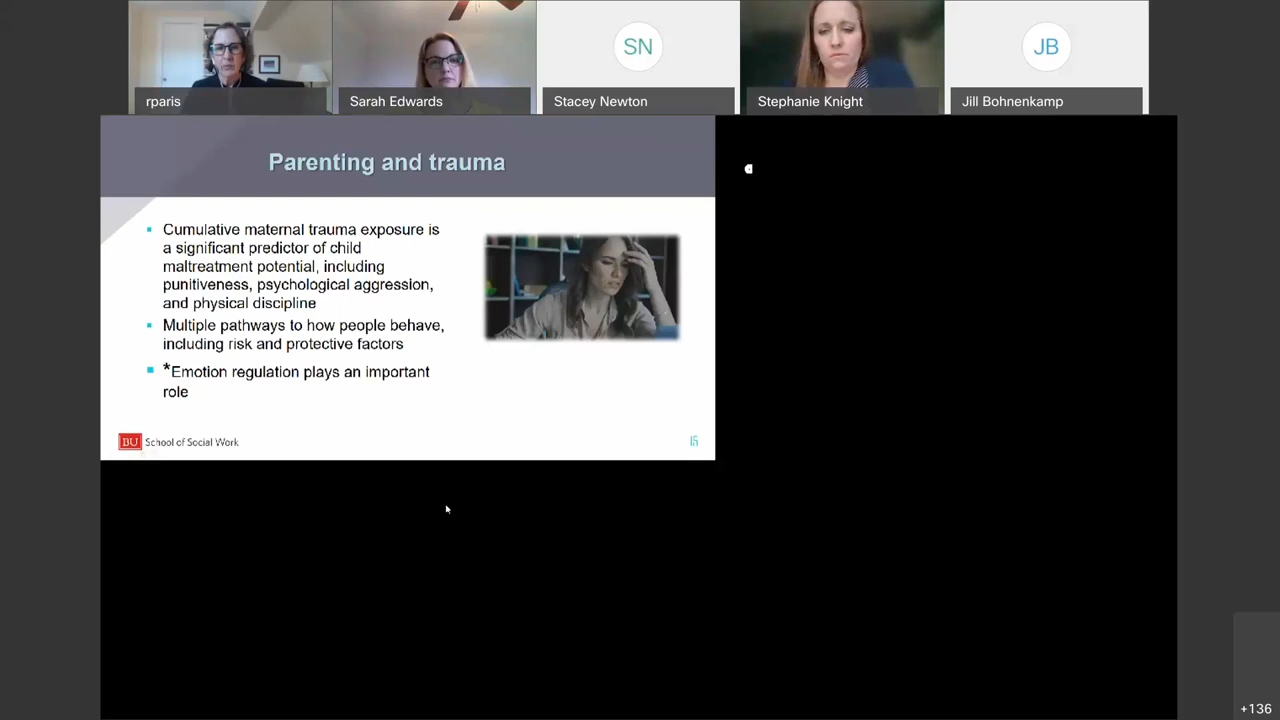 SN
JB
rparis
Sarah Edwards
Stacey Newton
Stephanie Knight
Jill Bohnenkamp
Parenting and trauma
Cumulative maternal trauma exposure is
a significant predictor of child
maltreatment potential, including
punitiveness, psychological aggression,
and physical discipline
Multiple pathways to how people behave,
including risk and protective factors
*Emotion regulation plays an important
role
BU School of Social Work
15
+136